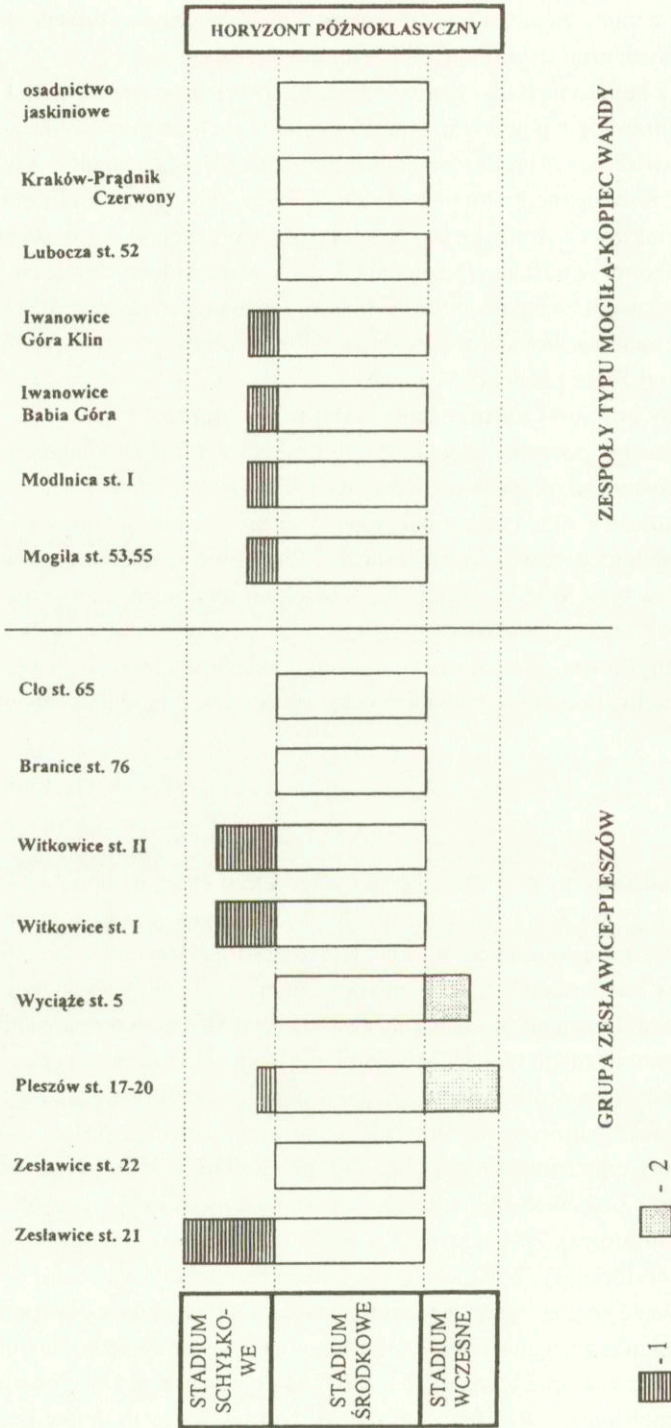 HORYZONT PÓŹNOKLASYCZNY
osadnictwo
jaskiniowe
Kraków-Prądnik
Czerwony
Lubocza st. 52
Iwanowice
Góra Klin
Iwanowice
Babia Góra
Modlnica st. I
Mogiła st. 53,55
ZESPOŁY TYPU MOGIŁA-KOPIEC WANDY
Cło st. 65
Branice st. 76
Witkowice st. II
Witkowice st. I
Wyciąże st. 5
Pleszów st. 17-20
Zesławice st. 22
Zesławice st. 21
GRUPA ZESŁAWICE-PLESZÓW
STADIUM
SCHYŁKO-
WE
STADIUM
ŚRODKOWE
STADIUM
WCZESNE
- 1
- 2